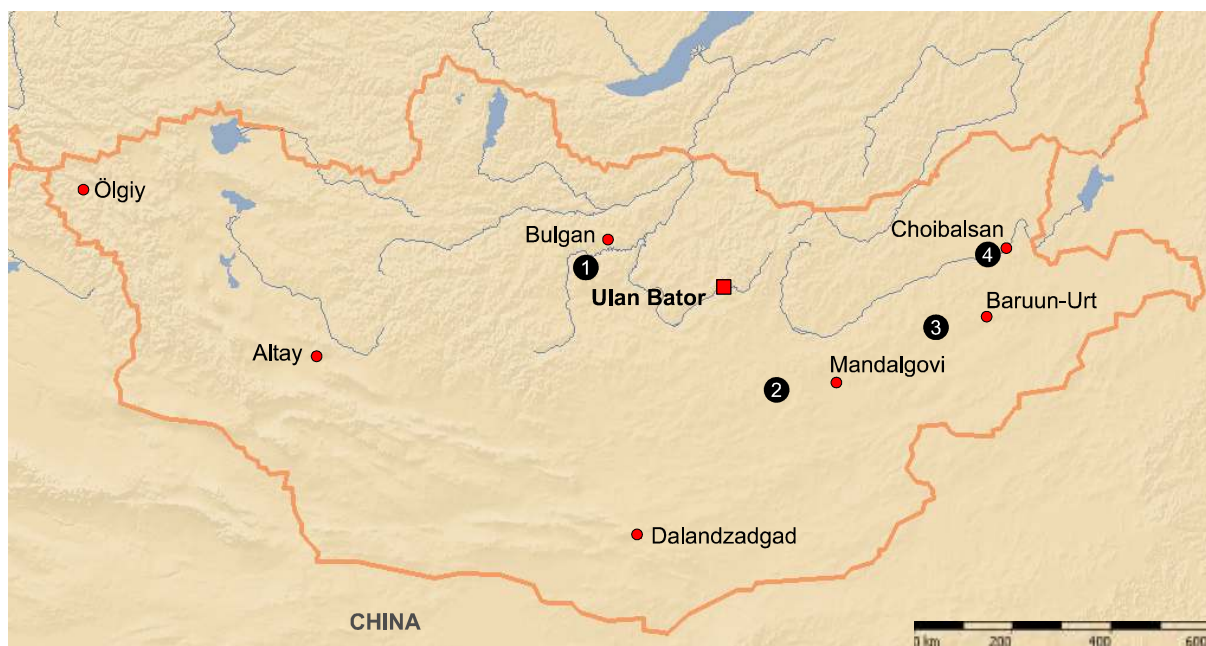 Ölgiy
Bulgan
Choibalsan
4
1
Ulan Bator
Baruun-Urt
3
Altay
Mandalgovi
2
Dalandzadgad
CHINA
0 km 200 400 600